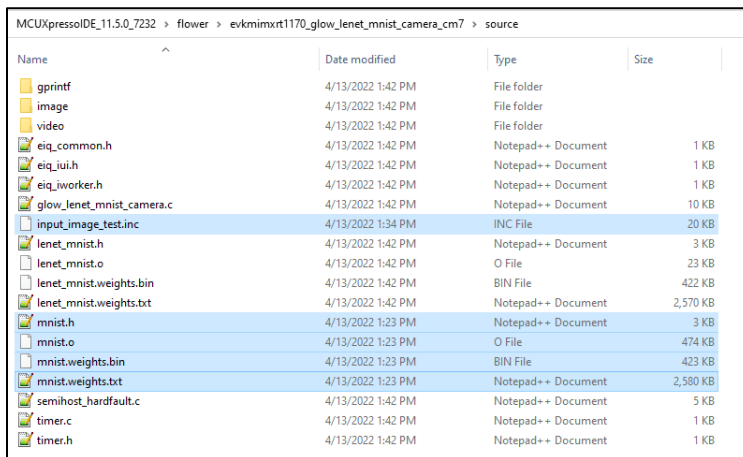 MCUXpressoIDE_11.5.0_7232 > flower > evkmimxrt1170_glow_lenet_mnist_camera_cm7 > source
Name Date modified Type Size
gprintf 4/13/2022 1:42 PM File folder
image 4/13/2022 1:42 PM File folder
video 4/13/2022 1:42 PM File folder
eiq_common.h 4/13/2022 1:42 PM Notepad++ Document 1 KB
eiq_iui.h 4/13/2022 1:42 PM Notepad++ Document 1 KB
eiq_iworker.h 4/13/2022 1:42 PM Notepad++ Document 1 KB
glow_lenet_mnist_camera.c 4/13/2022 1:42 PM Notepad++ Document 10 KB
input_image_test.inc 4/13/2022 1:34 PM INC File 20 KB
lenet_mnist.h 4/13/2022 1:42 PM Notepad++ Document 3 KB
lenet_mnist.o 4/13/2022 1:42 PM O File 23 KB
lenet_mnist.weights.bin 4/13/2022 1:42 PM BIN File 422 KB
lenet_mnist.weights.txt 4/13/2022 1:42 PM Notepad++ Document 2,570 KB
mnist.h 4/13/2022 1:23 PM Notepad++ Document 3 KB
mnist.o 4/13/2022 1:23 PM O File 474 KB
mnist.weights.bin 4/13/2022 1:23 PM BIN File 423 KB
mnist.weights.txt 4/13/2022 1:23 PM Notepad++ Document 2,580 KB
semihost_hardfault.c 4/13/2022 1:42 PM Notepad++ Document 5 KB
timer.c 4/13/2022 1:42 PM Notepad++ Document 1 KB
timer.h 4/13/2022 1:42 PM Notepad++ Document 1 KB